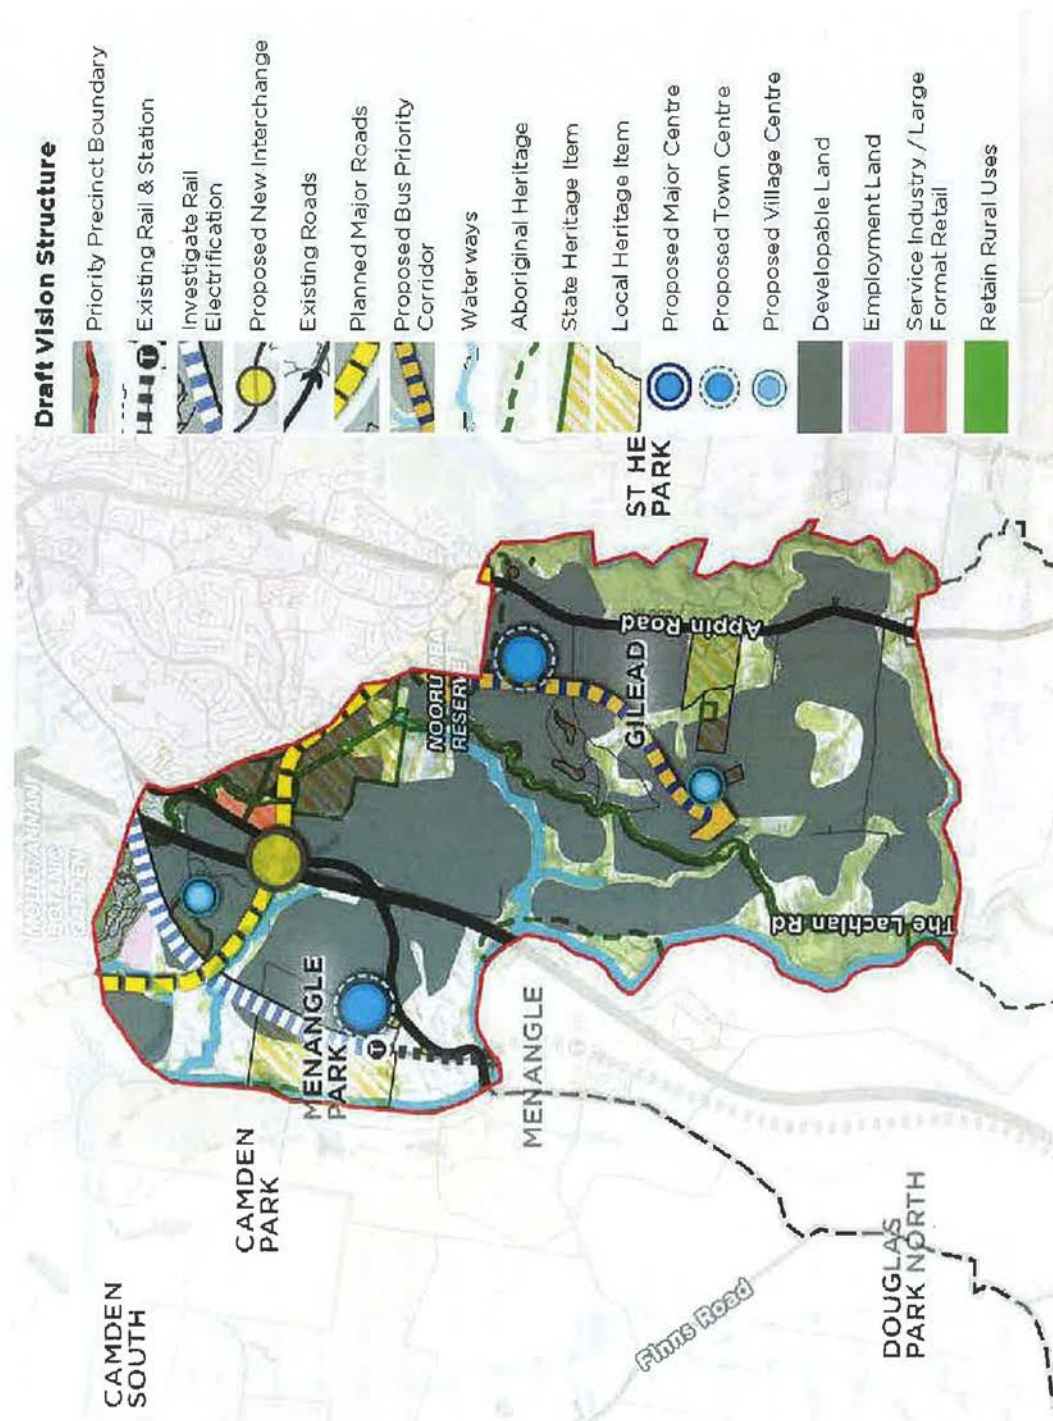 Draft Vision Structure
Priority Precinct Boundary
Existing Rail & Station
Investigate Rail
Electrification
Proposed New Interchange
Existing Roads
Planned Major Roads
Proposed Bus Priority
Corridor
Waterways
Aboriginal Heritage
State Heritage Item
Local Heritage Item
Proposed Major Centre
Proposed Town Centre
Proposed Village Centre
Developable Land
Employment Land
Service Industry / Large
Format Retail
Retain Rural Uses
T
ST HE
PARK
BOTANIC
GARDEN
NOORU
RESERVE
Appin Road
GILEAD
The Lachlan Rd
MENANGLE
PARK
T
MENANGLE
CAMDEN
PARK
CAMDEN
SOUTH
Finns Road
DOUGLAS
PARK NORTH